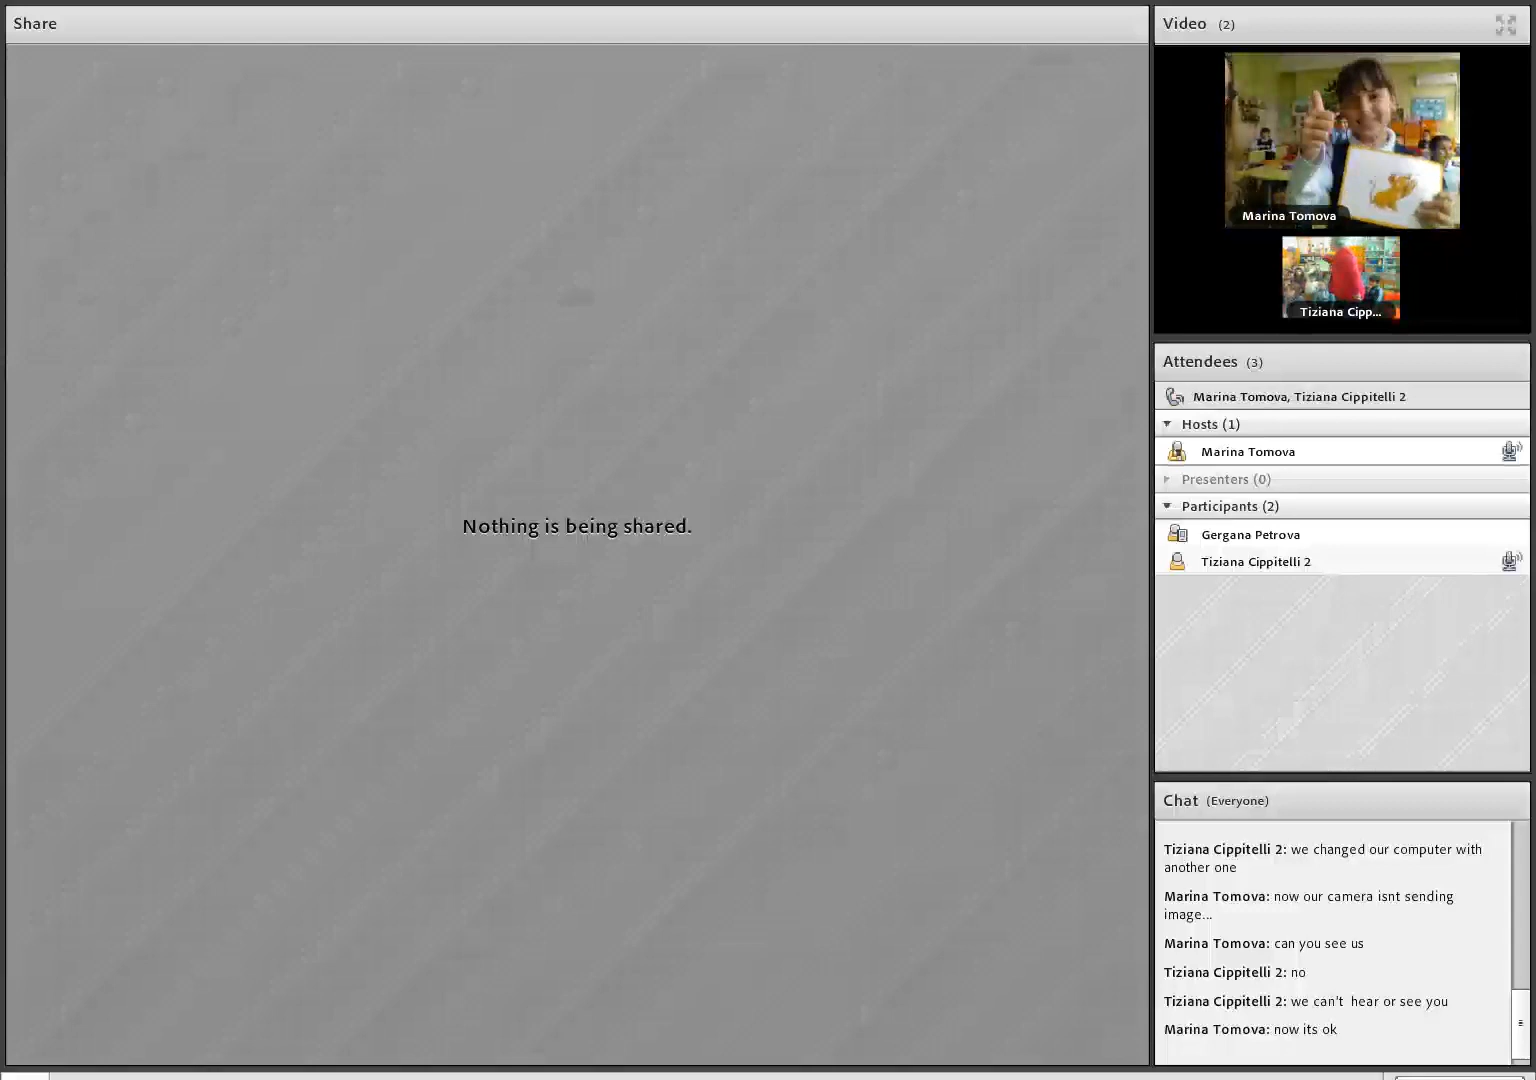 Share
Nothing is being shared.
Video (2)
Marina Tomova
Tiziana Cipp...
Attendees (3)
Marina Tomova, Tiziana Cippitelli 2
Hosts (1)
Marina Tomova
Presenters (0)
Participants (2)
Gergana Petrova
Tiziana Cippitelli 2
Chat (Everyone)
Tiziana Cippitelli 2: we changed our computer with
another one
Marina Tomova: now our camera isnt sending
image...
Marina Tomova: can you see us
Tiziana Cippitelli 2: no
Tiziana Cippitelli 2: we can't hear or see you
Marina Tomova: now its ok